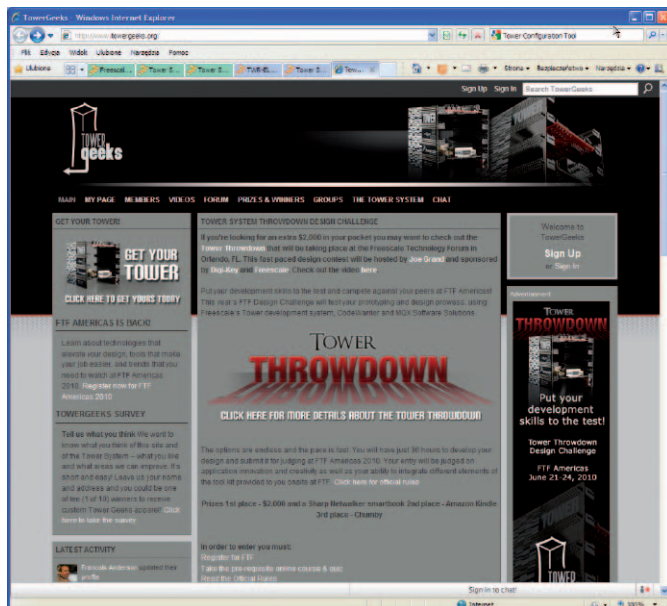 TowerGeeks - Windows Internet Explorer
http://www.towergeeks.org
Tower Configuration Tool
Plik Edycja Widok Ulubione Narzędzia Pomoc
Ulubione
Freescal... Tower S... Tower S... TWR-EL... Tower S... Tow...
Strona Bezpieczeństwo Narzędzia
Sign Up Sign In Search TowerGeeks
TOWER
geeks
MAIN MY PAGE MEMBERS VIDEOS FORUM PRIZES & WINNERS GROUPS THE TOWER SYSTEM CHAT
GET YOUR TOWER!
GET YOUR
TOWER
CLICK HERE TO GET YOURS TODAY
FTF AMERICAS IS BACK!
Learn about technologies that
elevate your design, tools that make
your job easier, and trends that you
need to watch at FTF Americas
2010. Register now for FTF
Americas 2010
TOWERGEEKS SURVEY
Tell us what you think We want to
know what you think of this site and
of the Tower System – what you like
and what areas we can improve. It's
short and easy! Leave us your name
and address and you could be one
of ten (1 of 10) winners to receive
custom Tower Geeks apparel! Click
here to take the survey
LATEST ACTIVITY
Francois Anderson updated their
profile
TOWER SYSTEM THROWDOWN DESIGN CHALLENGE
If you're looking for an extra $2,000 in your pocket you may want to check out the
Tower Throwdown that will be taking place at the Freescale Technology Forum in
Orlando, FL. This fast paced design contest will be hosted by Joe Grand and sponsored
by Digi-Key and Freescale. Check out the video here
Put your development skills to the test and compete against your peers at FTF Americas!
This Year's FTF Design Challenge will test your prototyping and design prowess, using
Freescale's Tower development system, CodeWarrior and MQX Software Solutions.
TOWER
THROWDOWN
CLICK HERE FOR MORE DETAILS ABOUT THE TOWER THROWDOWN
The options are endless and the pace is fast. You will have just 36 hours to develop your
design and submit it for judging at FTF Americas 2010. Your entry will be judged on
application innovation and creativity as well as your ability to integrate different elements of
the tool kit provided to you onsite at FTF. Click here for official rules
Prizes 1st place - $2,000 and a Sharp Netwalker smartbook 2nd place - Amazon Kindle
3rd place - Chumby
In order to enter you must:
Register for FTF
Take the pre-requisite online course & quiz
Read the Official Rules
Welcome to
TowerGeeks
Sign Up
or Sign In
Advertisement
TOWER
THROWDOWN
Put your
development
skills to the test!
Tower Throwdown
Design Challenge
FTF Americas
June 21-24, 2010
TOWER
Sign in to chat!
Internet
100%